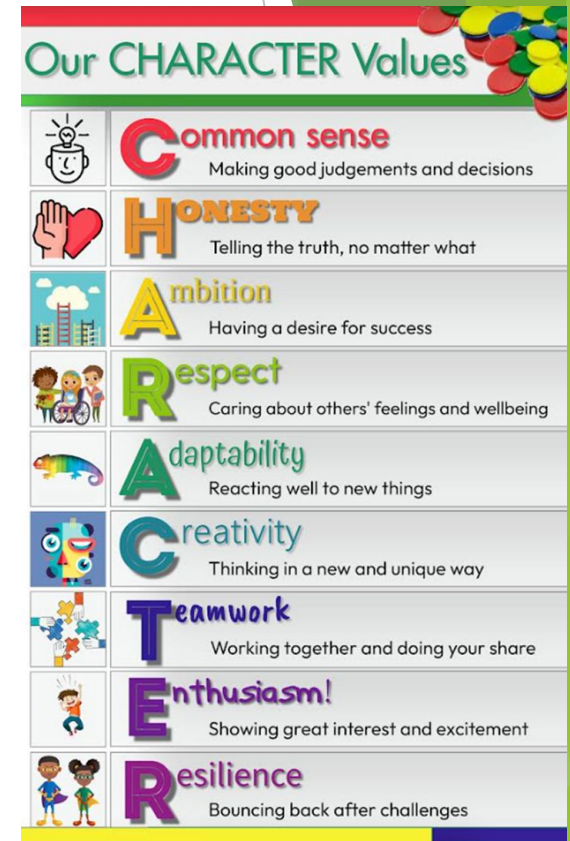 Our CHARACTER Values
Common sense
Making good judgements and decisions
HONESTY
Telling the truth, no matter what
Ambition
Having a desire for success
Respect
Caring about others' feelings and wellbeing
Adaptability
Reacting well to new things
Creativity
Thinking in a new and unique way
Teamwork
Working together and doing your share
Enthusiasm!
Showing great interest and excitement
Resilience
Bouncing back after challenges